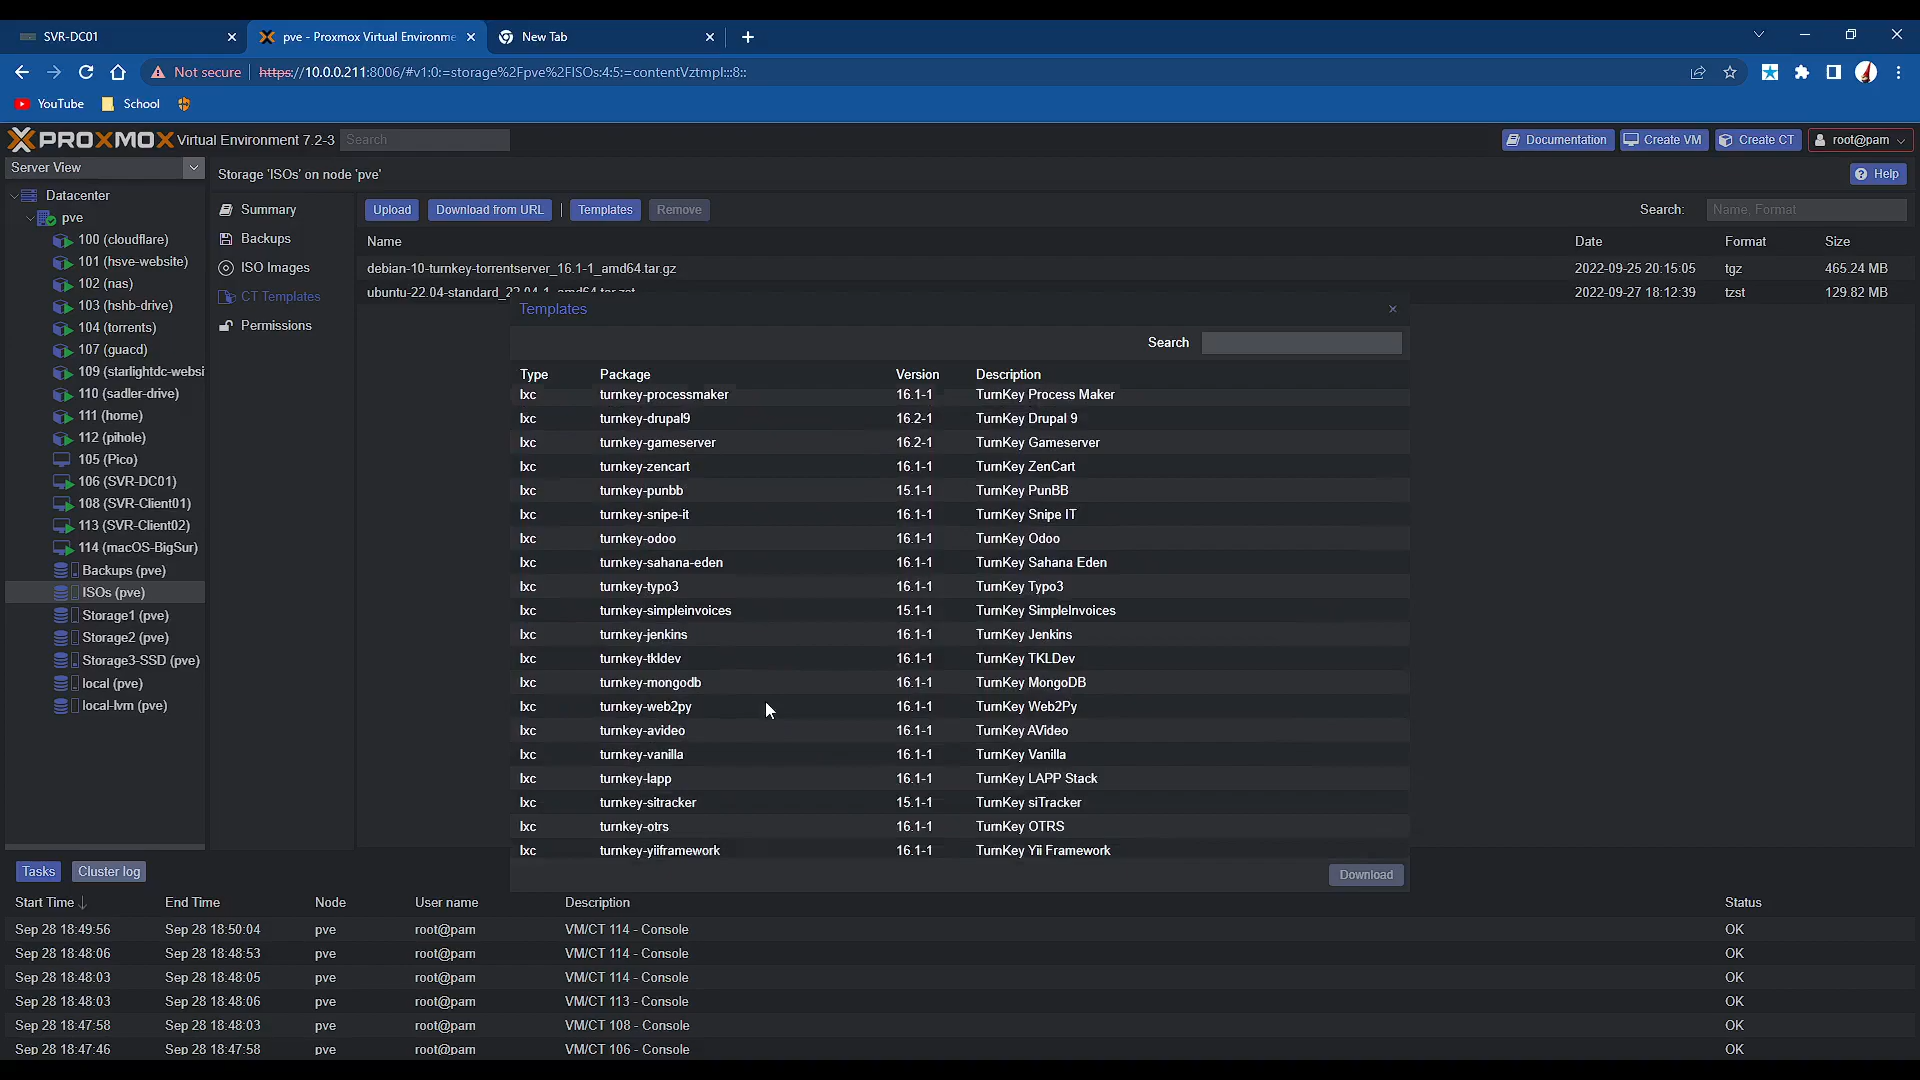 SVR-DC01
pve - Proxmox Virtual Environme
New Tab
Not secure https://10.0.0.211:8006/#v1:0:=storage%2Fpve%2FISOs:4:5:=contentVztmpl:::8::
YouTube School
PROXMOX Virtual Environment 7.2-3 Search
Documentation Create VM Create CT root@pam
Server View
Storage 'ISOs' on node 'pve'
Help
Datacenter
pve
100 (cloudflare)
101 (hsve-website)
102 (nas)
103 (hshb-drive)
104 (torrents)
107 (guacd)
109 (starlightdc-websi
110 (sadler-drive)
111 (home)
112 (pihole)
105 (Pico)
106 (SVR-DC01)
108 (SVR-Client01)
113 (SVR-Client02)
114 (macOS-BigSur)
Backups (pve)
ISOs (pve)
Storage1 (pve)
Storage2 (pve)
Storage3-SSD (pve)
local (pve)
local-lvm (pve)
Summary
Backups
ISO Images
CT Templates
Permissions
Upload Download from URL Templates Remove Search: Name, Format
Name Date Format Size
debian-10-turnkey-torrentserver_16.1-1_amd64.tar.gz 2022-09-25 20:15:05 tgz 465.24 MB
ubuntu-22.04-standard_22.04-1_amd64.tar.zst 2022-09-27 18:12:39 tzst 129.82 MB
Templates
Search
Type Package Version Description
lxc turnkey-processmaker 16.1-1 TurnKey Process Maker
lxc turnkey-drupal9 16.2-1 TurnKey Drupal 9
lxc turnkey-gameserver 16.2-1 TurnKey Gameserver
lxc turnkey-zencart 16.1-1 TurnKey ZenCart
lxc turnkey-punbb 15.1-1 TurnKey PunBB
lxc turnkey-snipe-it 16.1-1 TurnKey Snipe IT
lxc turnkey-odoo 16.1-1 TurnKey Odoo
lxc turnkey-sahana-eden 16.1-1 TurnKey Sahana Eden
lxc turnkey-typo3 16.1-1 TurnKey Typo3
lxc turnkey-simpleinvoices 15.1-1 TurnKey SimpleInvoices
lxc turnkey-jenkins 16.1-1 TurnKey Jenkins
lxc turnkey-tkldev 16.1-1 TurnKey TKLDev
lxc turnkey-mongodb 16.1-1 TurnKey MongoDB
lxc turnkey-web2py 16.1-1 TurnKey Web2Py
lxc turnkey-avideo 16.1-1 TurnKey AVideo
lxc turnkey-vanilla 16.1-1 TurnKey Vanilla
lxc turnkey-lapp 16.1-1 TurnKey LAPP Stack
lxc turnkey-sitracker 15.1-1 TurnKey siTracker
lxc turnkey-otrs 16.1-1 TurnKey OTRS
lxc turnkey-yiiframework 16.1-1 TurnKey Yii Framework
Download
Tasks Cluster log
Start Time End Time Node User name Description Status
Sep 28 18:49:56 Sep 28 18:50:04 pve root@pam VM/CT 114 - Console OK
Sep 28 18:48:06 Sep 28 18:48:53 pve root@pam VM/CT 114 - Console OK
Sep 28 18:48:03 Sep 28 18:48:05 pve root@pam VM/CT 114 - Console OK
Sep 28 18:48:03 Sep 28 18:48:06 pve root@pam VM/CT 113 - Console OK
Sep 28 18:47:58 Sep 28 18:48:03 pve root@pam VM/CT 108 - Console OK
Sep 28 18:47:46 Sep 28 18:47:58 pve root@pam VM/CT 106 - Console OK